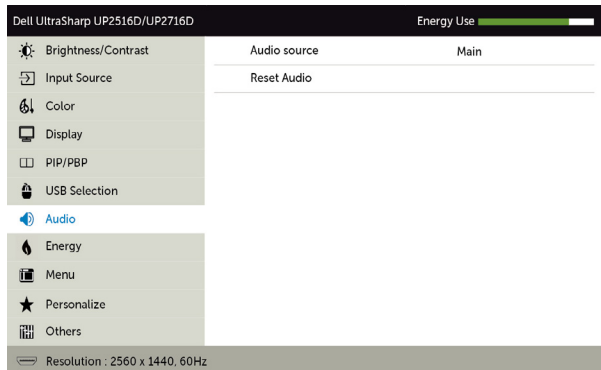 Dell UltraSharp UP2516D/UP2716D Energy Use
Brightness/Contrast
Input Source
Color
Display
PIP/PBP
USB Selection
Audio
Energy
Menu
Personalize
Others
Audio source Main
Reset Audio
Resolution : 2560 x 1440, 60Hz